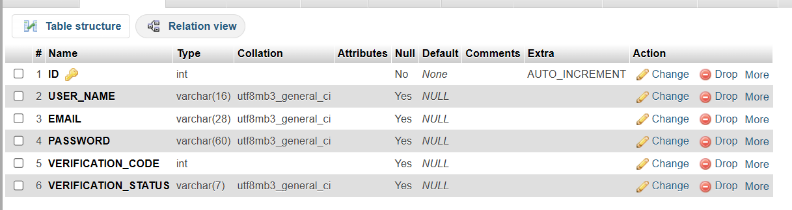 Table structure Relation view
# Name Type Collation Attributes Null Default Comments Extra Action
1 ID int No None AUTO_INCREMENT Change Drop More
2 USER_NAME varchar(16) utf8mb3_general_ci Yes NULL Change Drop More
3 EMAIL varchar(28) utf8mb3_general_ci Yes NULL Change Drop More
4 PASSWORD varchar(60) utf8mb3_general_ci Yes NULL Change Drop More
5 VERIFICATION_CODE int Yes NULL Change Drop More
6 VERIFICATION_STATUS varchar(7) utf8mb3_general_ci Yes NULL Change Drop More